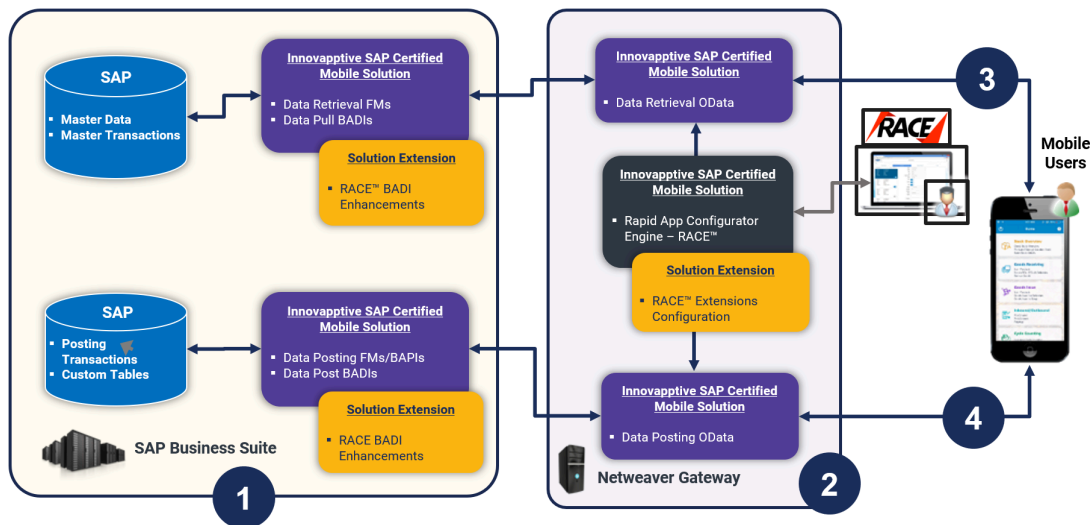 SAP
▪ Master Data
▪ Master Transactions
Innovapptive SAP Certified
Mobile Solution
▪ Data Retrieval FMs
▪ Data Pull BADIs
Solution Extension
▪ RACE™ BADI
Enhancements
SAP
▪ Posting
Transactions
▪ Custom Tables
Innovapptive SAP Certified
Mobile Solution
▪ Data Posting FMs/BAPIs
▪ Data Post BADIs
Solution Extension
▪ RACE BADI
Enhancements
SAP Business Suite
1
Innovapptive SAP Certified
Mobile Solution
▪ Data Retrieval OData
Innovapptive SAP Certified
Mobile Solution
▪ Rapid App Configurator
Engine – RACE™
Solution Extension
▪ RACE™ Extensions
Configuration
Innovapptive SAP Certified
Mobile Solution
▪ Data Posting OData
Netweaver Gateway
2
3
RACE
Mobile
Users
4